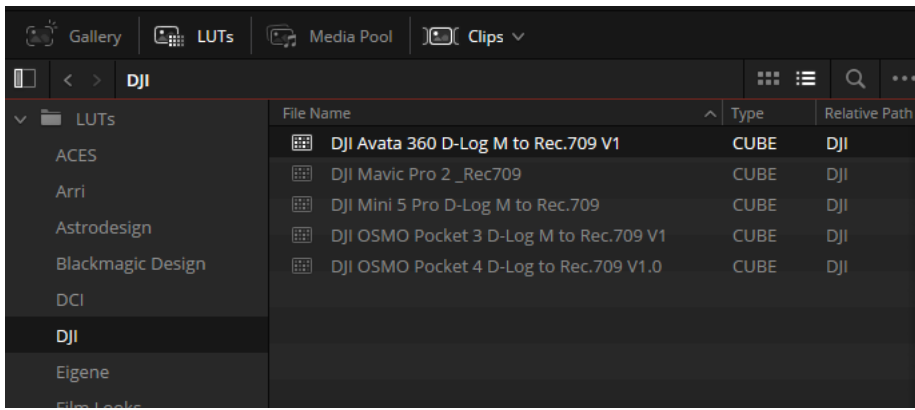 Gallery LUTs Media Pool Clips
DJI
LUTs
ACES
Arri
Astrodesign
Blackmagic Design
DCI
DJI
Eigene
Film Looks
File Name Type Relative Path
DJI Avata 360 D-Log M to Rec.709 V1 CUBE DJI
DJI Mavic Pro 2 _Rec709 CUBE DJI
DJI Mini 5 Pro D-Log M to Rec.709 CUBE DJI
DJI OSMO Pocket 3 D-Log M to Rec.709 V1 CUBE DJI
DJI OSMO Pocket 4 D-Log to Rec.709 V1.0 CUBE DJI